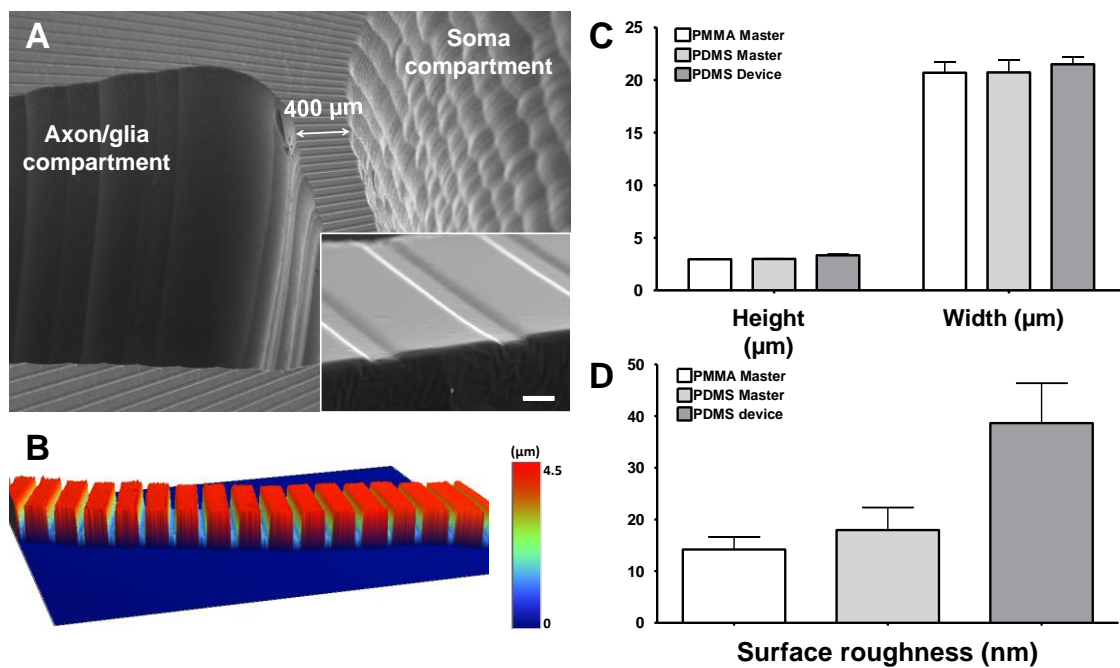 A
Soma
compartment
400 µm
Axon/glia
compartment
B
(µm)
4.5
0
C
PMMA Master
PDMS Master
PDMS Device
25
20
15
10
5
0
Height
(µm)
Width (µm)
D
PMMA Master
PDMS Master
PDMS device
50
40
30
20
10
0
Surface roughness (nm)